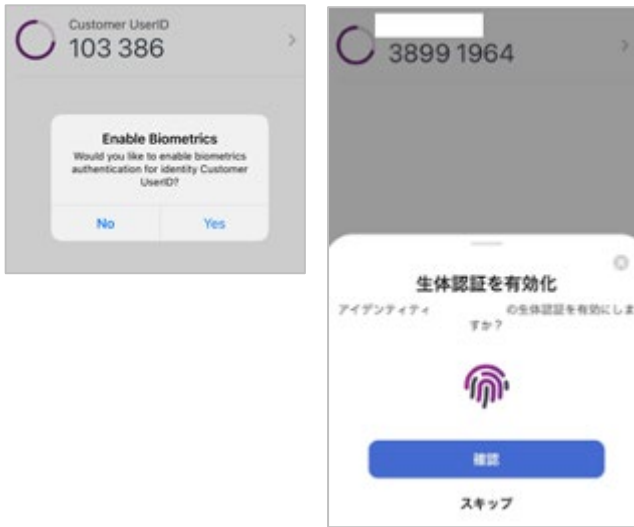 Customer UserID
103 386
Enable Biometrics
Would you like to enable biometrics
authentication for identity Customer
UserID?
No Yes
3899 1964
生体認証を有効化
アイデンティティ の生体認証を有効にしま
すか?
確認
スキップ